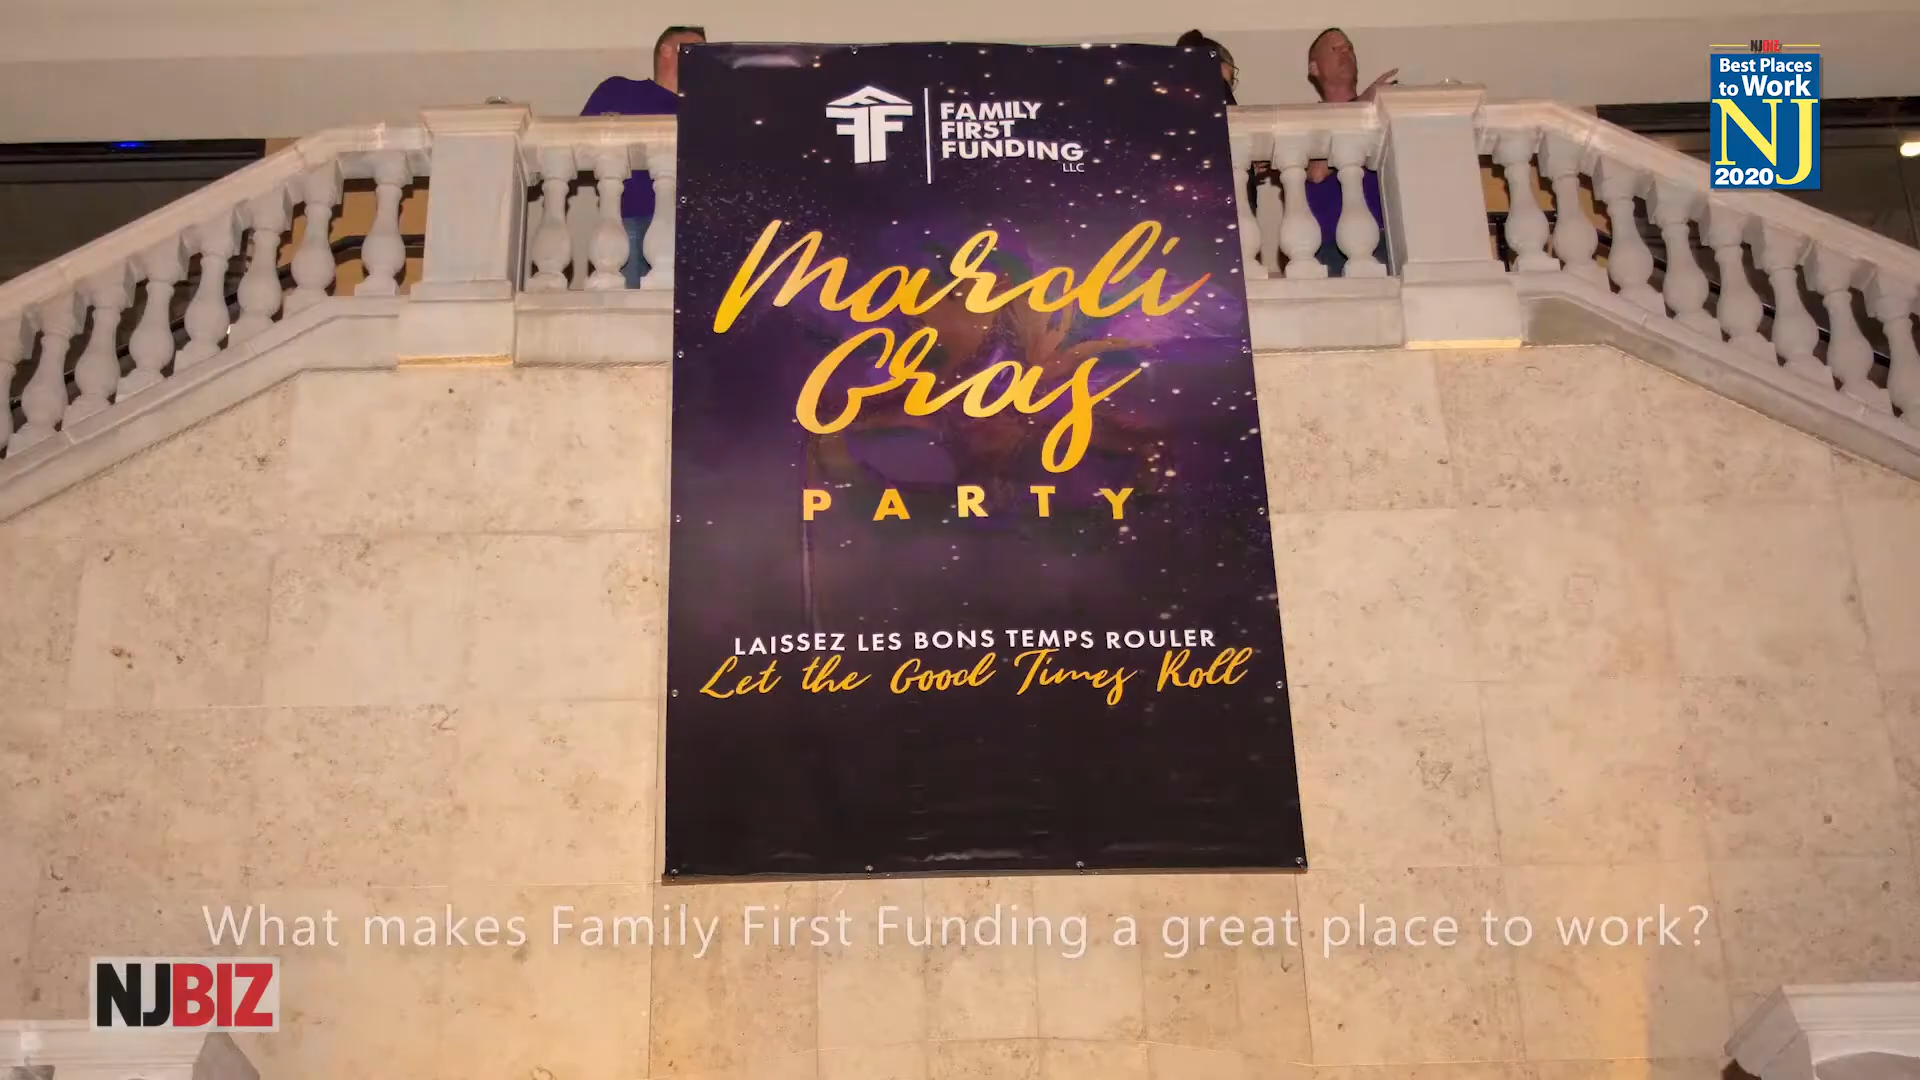 NJBIZ
Best Places
to Work
NJ
2020
FAMILY
FIRST
FUNDING
LLC
Mardi
Gras
PARTY
LAISSEZ LES BONS TEMPS ROULER
Let the Good Times Roll
What makes Family First Funding a great place to work?
NJBIZ